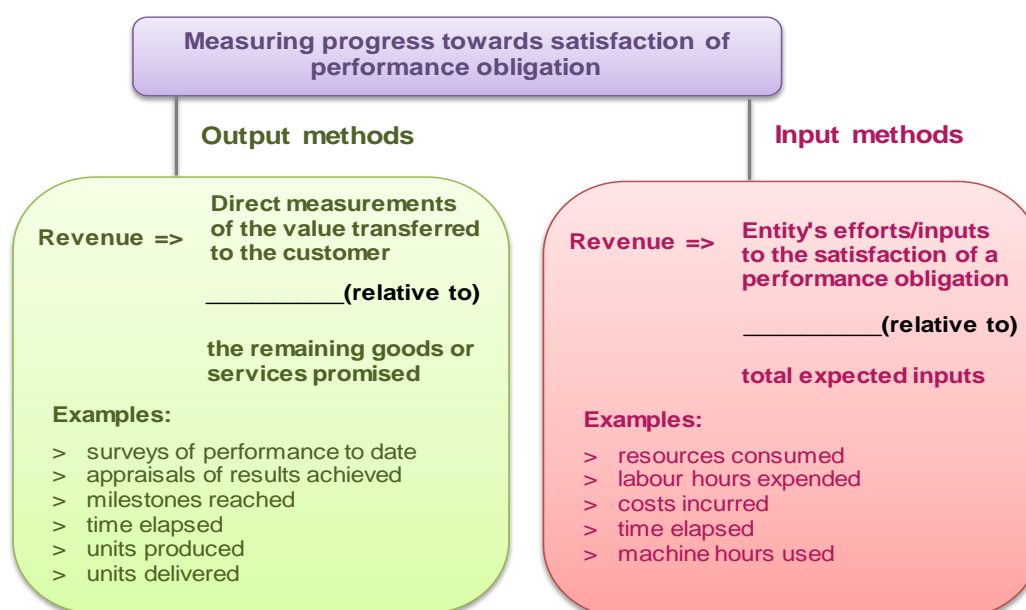 Measuring progress towards satisfaction of
performance obligation
Output methods
Revenue =>
Direct measurements
of the value transferred
to the customer
____________(relative to)
the remaining goods or
services promised
Examples:
> surveys of performance to date
> appraisals of results achieved
> milestones reached
> time elapsed
> units produced
> units delivered
Input methods
Revenue =>
Entity's efforts/inputs
to the satisfaction of a
performance obligation
____________(relative to)
total expected inputs
Examples:
> resources consumed
> labour hours expended
> costs incurred
> time elapsed
> machine hours used